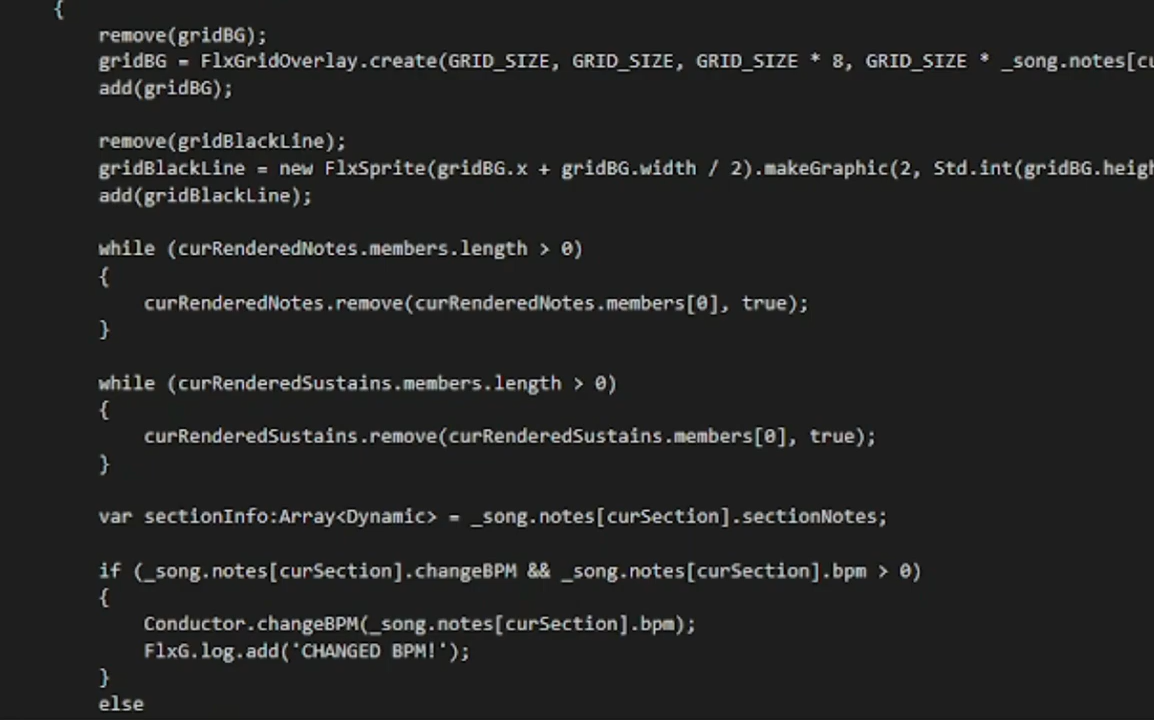 {
remove(gridBG);
gridBG = FlxGridOverlay.create(GRID_SIZE, GRID_SIZE, GRID_SIZE * 8, GRID_SIZE * _song.notes[cu
add(gridBG);
remove(gridBlackLine);
gridBlackLine = new FlxSprite(gridBG.x + gridBG.width / 2).makeGraphic(2, Std.int(gridBG.heigh
add(gridBlackLine);
while (curRenderedNotes.members.length > 0)
{
curRenderedNotes.remove(curRenderedNotes.members[0], true);
}
while (curRenderedSustains.members.length > 0)
{
curRenderedSustains.remove(curRenderedSustains.members[0], true);
}
var sectionInfo:Array<Dynamic> = _song.notes[curSection].sectionNotes;
if (_song.notes[curSection].changeBPM && _song.notes[curSection].bpm > 0)
{
Conductor.changeBPM(_song.notes[curSection].bpm);
FlxG.log.add('CHANGED BPM!');
}
else